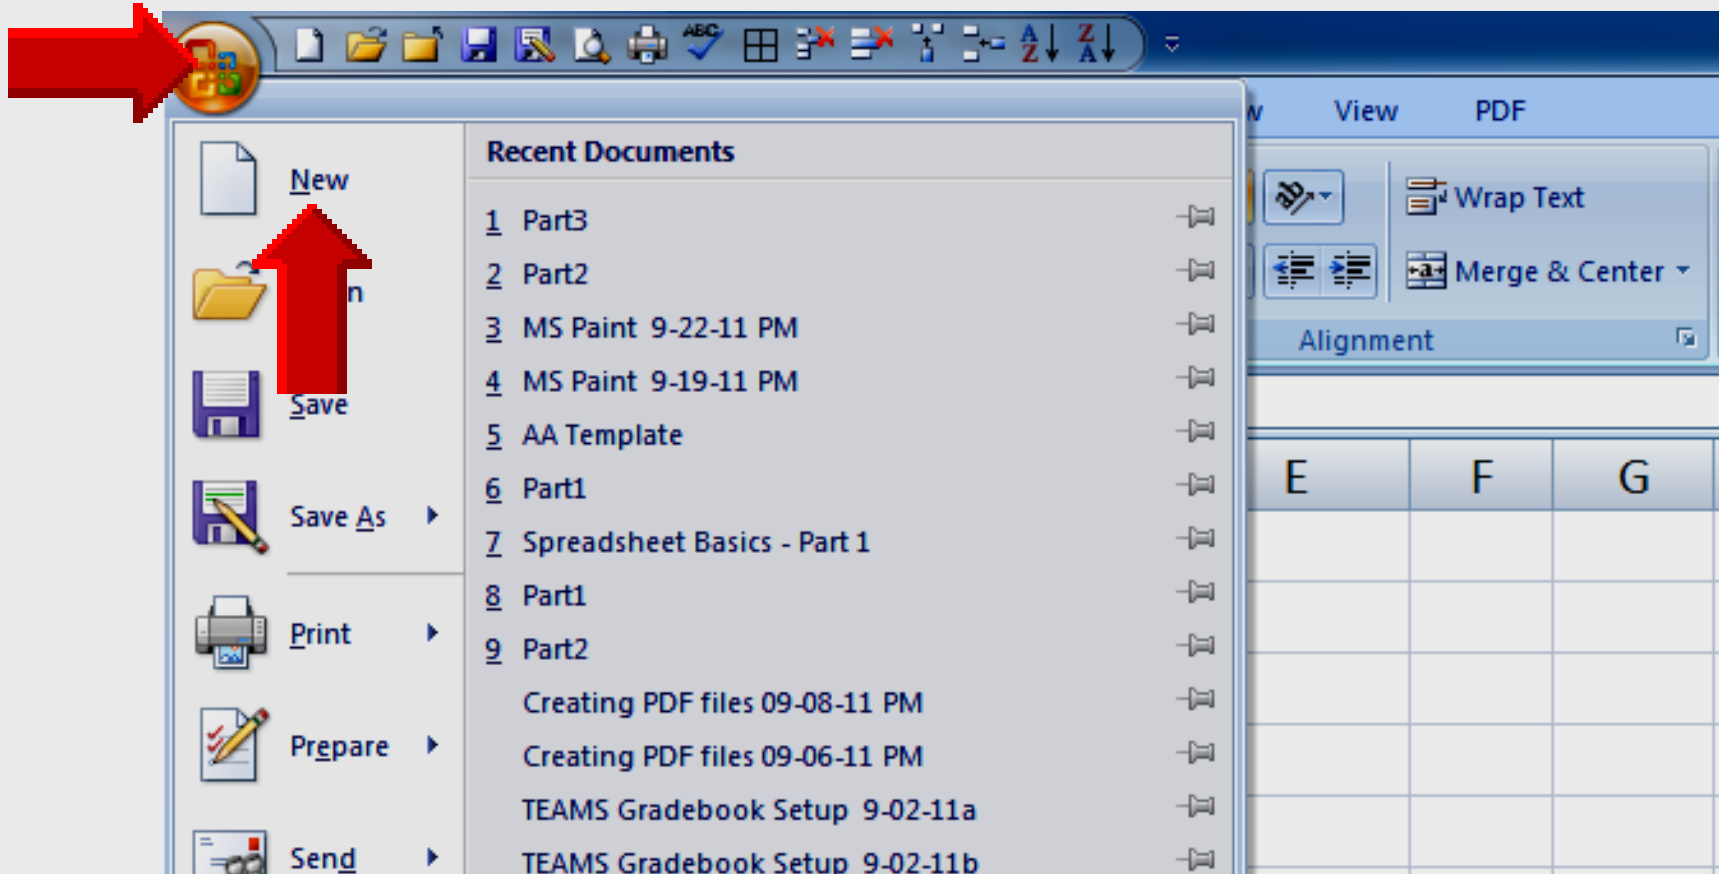 ABC
A
Z
Z
A
w View PDF
New
n
Save
Save As
Print
Prepare
Send
Recent Documents
1 Part3
2 Part2
3 MS Paint 9-22-11 PM
4 MS Paint 9-19-11 PM
5 AA Template
6 Part1
7 Spreadsheet Basics - Part 1
8 Part1
9 Part2
Creating PDF files 09-08-11 PM
Creating PDF files 09-06-11 PM
TEAMS Gradebook Setup 9-02-11a
TEAMS Gradebook Setup 9-02-11b
ab
Wrap Text
a
Merge & Center
Alignment
E F G